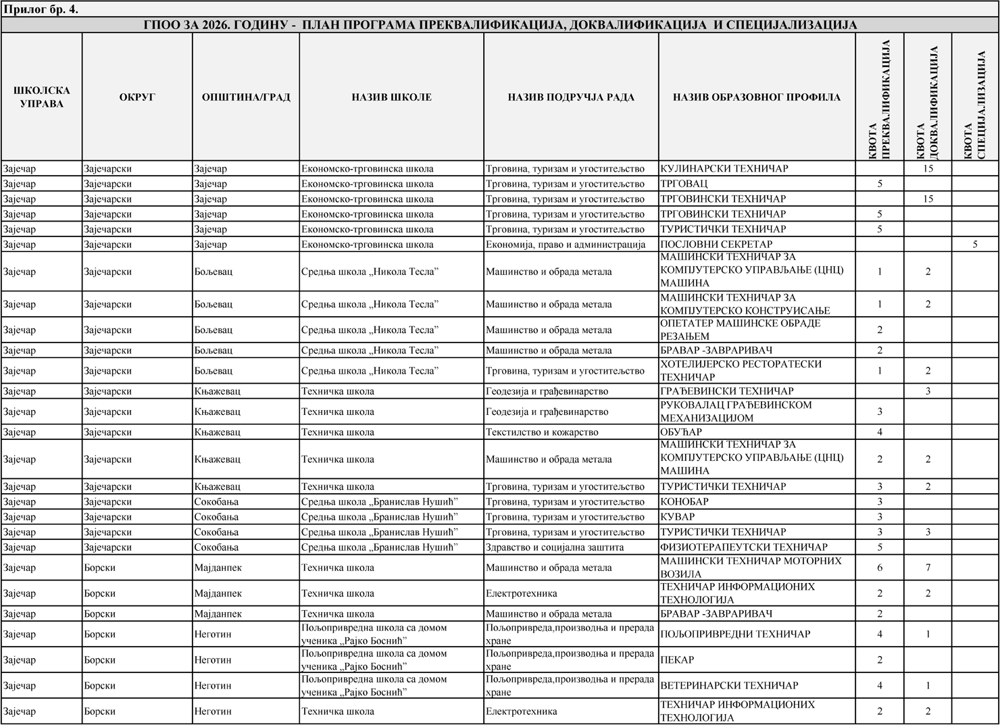 Прилог бр. 4.
ГПОО ЗА 2026. ГОДИНУ - ПЛАН ПРОГРАМА ПРЕКВАЛИФИКАЦИЈА, ДОКВАЛИФИКАЦИЈА И СПЕЦИЈАЛИЗАЦИЈА
ШКОЛСКА УПРАВА ОКРУГ ОПШТИНА/ГРАД НАЗИВ ШКОЛЕ НАЗИВ ПОДРУЧЈА РАДА НАЗИВ ОБРАЗОВНОГ ПРОФИЛА КВОТА ПРЕКВАЛИФИКАЦИЈА КВОТА ДОКВАЛИФИКАЦИЈА КВОТА СПЕЦИЈАЛИЗАЦИЈА
Зајечар Зајечарски Зајечар Економско-трговинска школа Трговина, туризам и угоститељство КУЛИНАРСКИ ТЕХНИЧАР 15
Зајечар Зајечарски Зајечар Економско-трговинска школа Трговина, туризам и угоститељство ТРГОВАЦ 5
Зајечар Зајечарски Зајечар Економско-трговинска школа Трговина, туризам и угоститељство ТРГОВИНСКИ ТЕХНИЧАР 15
Зајечар Зајечарски Зајечар Економско-трговинска школа Трговина, туризам и угоститељство ТРГОВИНСКИ ТЕХНИЧАР 5
Зајечар Зајечарски Зајечар Економско-трговинска школа Трговина, туризам и угоститељство ТУРИСТИЧКИ ТЕХНИЧАР 5
Зајечар Зајечарски Зајечар Економско-трговинска школа Економија, право и администрација ПОСЛОВНИ СЕКРЕТАР 5
Зајечар Зајечарски Бољевац Средња школа „Никола Тесла” Машинство и обрада метала МАШИНСКИ ТЕХНИЧАР ЗА
КОМПЈУТЕРСКО УПРАВЉАЊЕ (ЦНЦ)
МАШИНА 1 2
Зајечар Зајечарски Бољевац Средња школа „Никола Тесла” Машинство и обрада метала МАШИНСКИ ТЕХНИЧАР ЗА
КОМПЈУТЕРСКО КОНСТРУИСАЊЕ 1 2
Зајечар Зајечарски Бољевац Средња школа „Никола Тесла” Машинство и обрада метала ОПЕТАТЕР МАШИНСКЕ ОБРАДЕ
РЕЗАЊЕМ 2
Зајечар Зајечарски Бољевац Средња школа „Никола Тесла” Машинство и обрада метала БРАВАР -ЗАВРАРИВАЧ 2
Зајечар Зајечарски Бољевац Средња школа „Никола Тесла” Трговина, туризам и угоститељство ХОТЕЛИЈЕРСКО РЕСТОРАТЕСКИ
ТЕХНИЧАР 1 2
Зајечар Зајечарски Књажевац Техничка школа Геодезија и грађевинарство ГРАЂЕВИНСКИ ТЕХНИЧАР 3
Зајечар Зајечарски Књажевац Техничка школа Геодезија и грађевинарство РУКОВАЛАЦ ГРАЂЕВИНСКОМ
МЕХАНИЗАЦИЈОМ 3
Зајечар Зајечарски Књажевац Техничка школа Текстилство и кожарство ОБУЋАР 4
Зајечар Зајечарски Књажевац Техничка школа Машинство и обрада метала МАШИНСКИ ТЕХНИЧАР ЗА
КОМПЈУТЕРСКО УПРАВЉАЊЕ (ЦНЦ)
МАШИНА 2 2
Зајечар Зајечарски Књажевац Техничка школа Трговина, туризам и угоститељство ТУРИСТИЧКИ ТЕХНИЧАР 3 2
Зајечар Зајечарски Сокобања Средња школа „Бранислав Нушић” Трговина, туризам и угоститељство КОНОБАР 3
Зајечар Зајечарски Сокобања Средња школа „Бранислав Нушић” Трговина, туризам и угоститељство КУВАР 3
Зајечар Зајечарски Сокобања Средња школа „Бранислав Нушић” Трговина, туризам и угоститељство ТУРИСТИЧКИ ТЕХНИЧАР 3 3
Зајечар Зајечарски Сокобања Средња школа „Бранислав Нушић” Здравство и социјална заштита ФИЗИОТЕРАПЕУТСКИ ТЕХНИЧАР 5
Зајечар Борски Мајданпек Техничка школа Машинство и обрада метала МАШИНСКИ ТЕХНИЧАР МОТОРНИХ
ВОЗИЛА 6 7
Зајечар Борски Мајданпек Техничка школа Електротехника ТЕХНИЧАР ИНФОРМАЦИОНИХ
ТЕХНОЛОГИЈА 2 2
Зајечар Борски Мајданпек Техничка школа Машинство и обрада метала БРАВАР -ЗАВРАРИВАЧ 2
Зајечар Борски Неготин Пољопривредна школа са домом
ученика „Рајко Боснић” Пољопривреда,производња и прерада
хране ПОЉОПРИВРЕДНИ ТЕХНИЧАР 4 1
Зајечар Борски Неготин Пољопривредна школа са домом
ученика „Рајко Боснић” Пољопривреда,производња и прерада
хране ПЕКАР 2
Зајечар Борски Неготин Пољопривредна школа са домом
ученика „Рајко Боснић” Пољопривреда,производња и прерада
хране ВЕТЕРИНАРСКИ ТЕХНИЧАР 4 1
Зајечар Борски Неготин Техничка школа Електротехника ТЕХНИЧАР ИНФОРМАЦИОНИХ
ТЕХНОЛОГИЈА 2 2